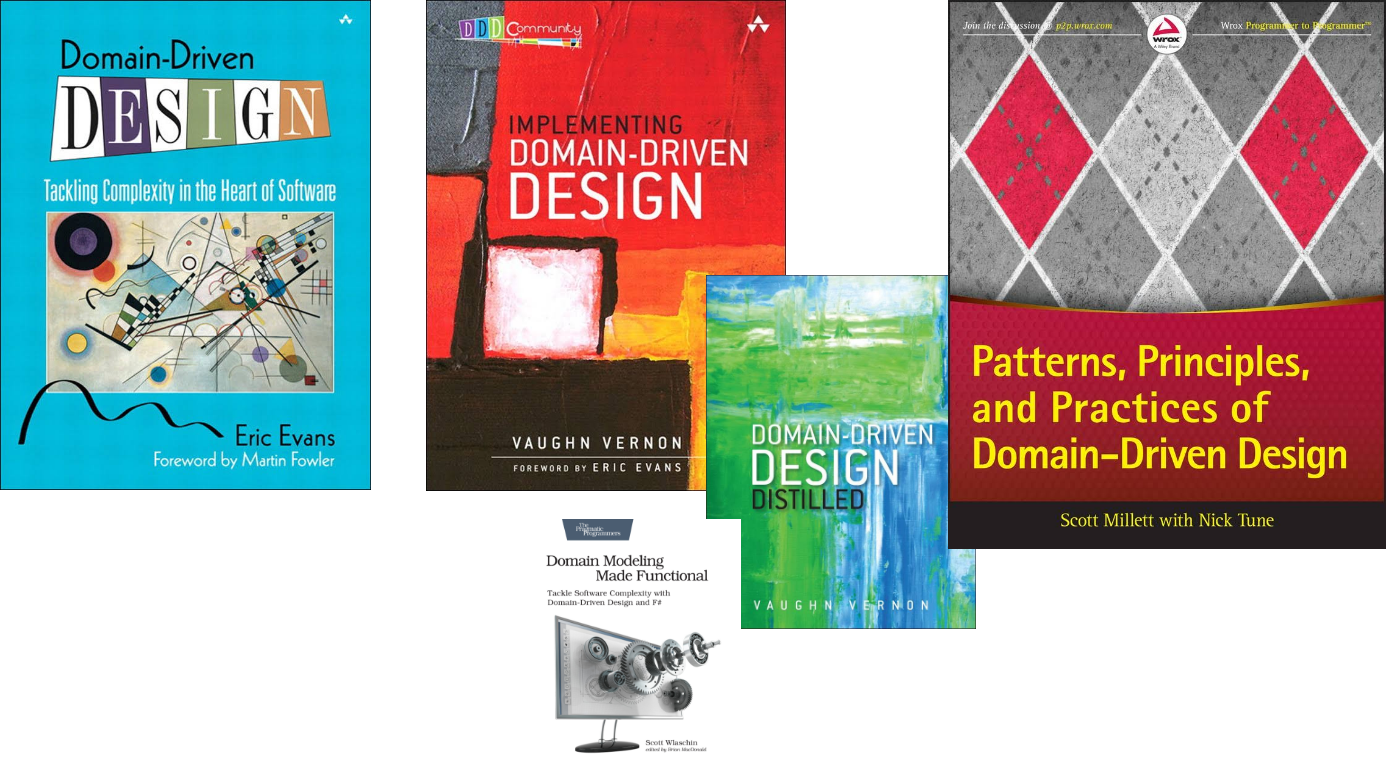 Domain-Driven
DESIGN
Tackling Complexity in the Heart of Software
Eric Evans
Foreword by Martin Fowler
DDD Community
IMPLEMENTING
DOMAIN-DRIVEN
DESIGN
VAUGHN VERNON
FOREWORD BY ERIC EVANS
DOMAIN-DRIVEN
DESIGN
DISTILLED
VAUGHN VERNON
Join the discussion @ p2p.wrox.com
wrox
A Wiley Brand
Wrox Programmer to Programmer™
Patterns, Principles,
and Practices of
Domain-Driven Design
Scott Millett with Nick Tune
The
Pragmatic
Programmers
Domain Modeling
Made Functional
Tackle Software Complexity with
Domain-Driven Design and F#
Scott Wlaschin
edited by Brian MacDonald